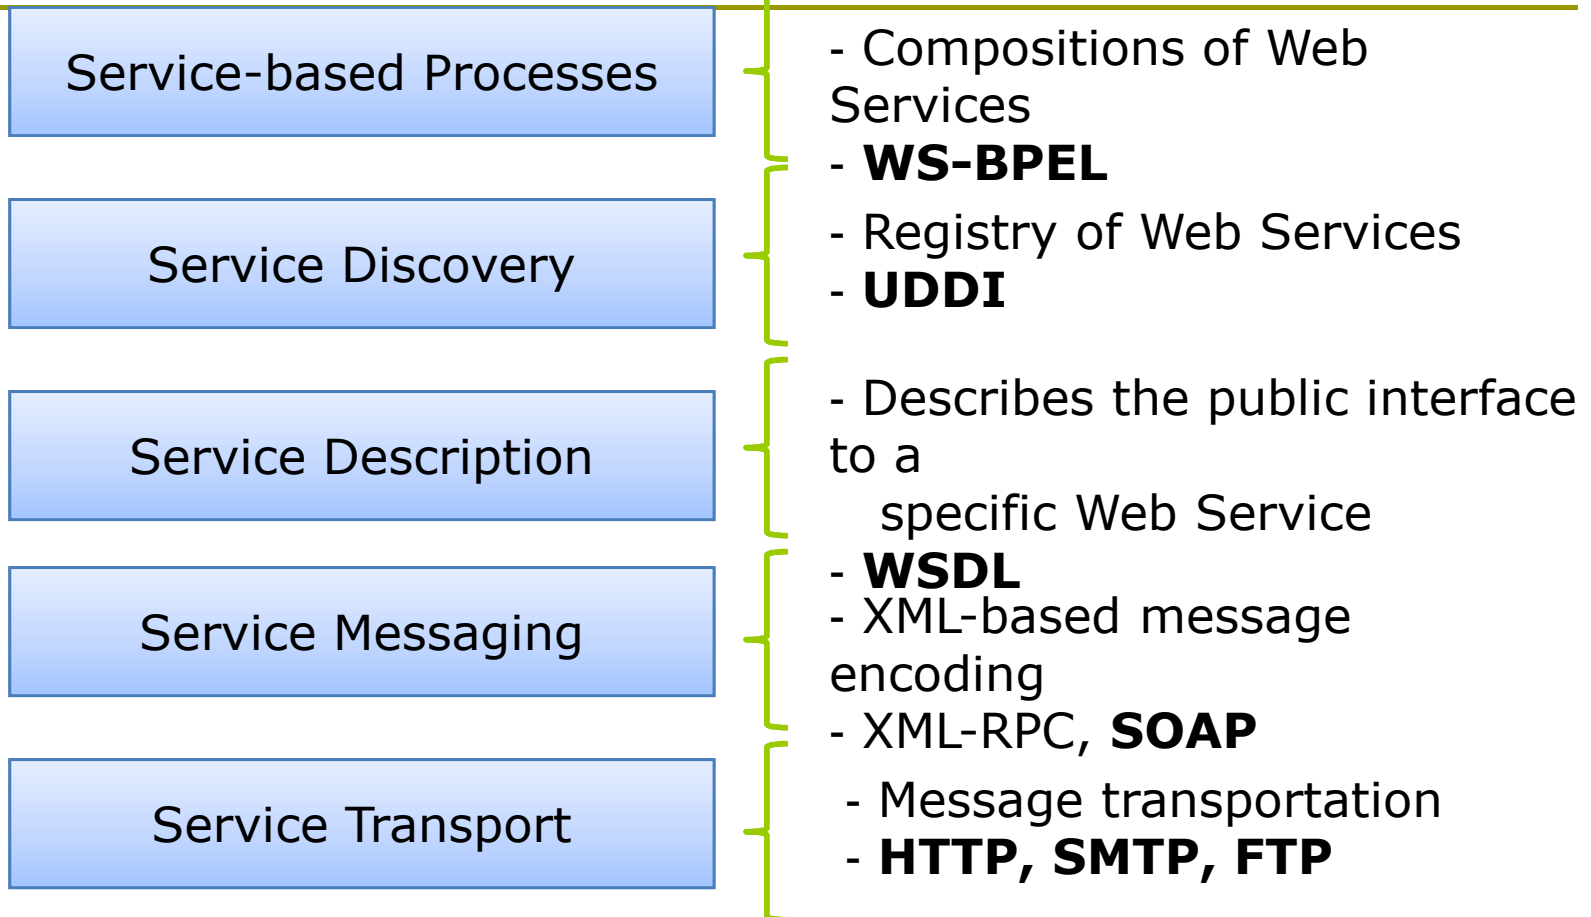 Service-based Processes
- Compositions of Web
Services
- WS-BPEL
Service Discovery
- Registry of Web Services
- UDDI
Service Description
- Describes the public interface
to a
specific Web Service
- WSDL
Service Messaging
- XML-based message
encoding
- XML-RPC, SOAP
Service Transport
- Message transportation
- HTTP, SMTP, FTP